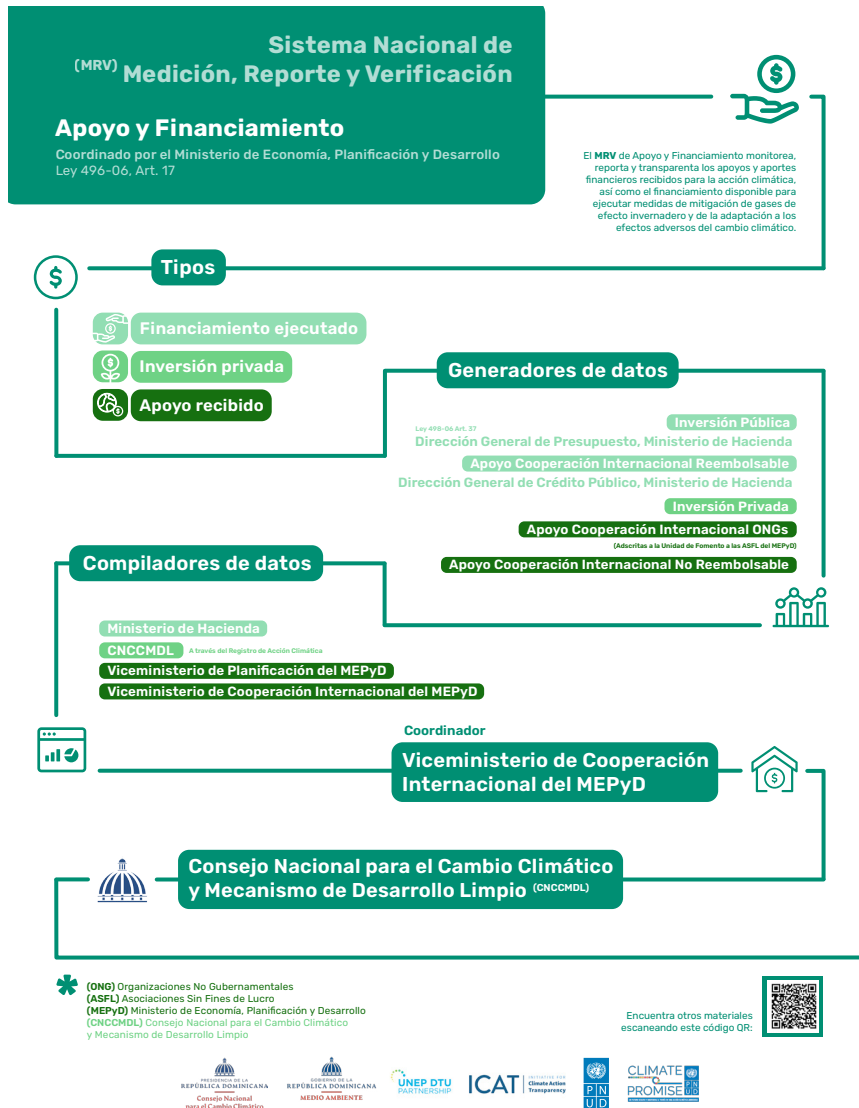 Sistema Nacional de
(MRV) Medición, Reporte y Verificación
Apoyo y Financiamiento
Coordinado por el Ministerio de Economía, Planificación y Desarrollo
Ley 496-06, Art. 17
El MRV de Apoyo y Financiamiento monitorea,
reporta y transparenta los apoyos y aportes
financieros recibidos para la acción climática,
así como el financiamiento disponible para
ejecutar medidas de mitigación de gases de
efecto invernadero y de la adaptación a los
efectos adversos del cambio climático.
Tipos
Financiamiento ejecutado
Inversión privada
Apoyo recibido
Generadores de datos
Inversión Pública
Ley 498-06 Art. 37
Dirección General de Presupuesto, Ministerio de Hacienda
Apoyo Cooperación Internacional Reembolsable
Dirección General de Crédito Público, Ministerio de Hacienda
Inversión Privada
Apoyo Cooperación Internacional ONGs
(Adscritas a la Unidad de Fomento a las ASFL del MEPyD)
Apoyo Cooperación Internacional No Reembolsable
Compiladores de datos
Ministerio de Hacienda
CNCCMDL A través del Registro de Acción Climática
Viceministerio de Planificación del MEPyD
Viceministerio de Cooperación Internacional del MEPyD
Coordinador
Viceministerio de Cooperación
Internacional del MEPyD
Consejo Nacional para el Cambio Climático
y Mecanismo de Desarrollo Limpio (CNCCMDL)
(ONG) Organizaciones No Gubernamentales
(ASFL) Asociaciones Sin Fines de Lucro
(MEPyD) Ministerio de Economía, Planificación y Desarrollo
(CNCCMDL) Consejo Nacional para el Cambio Climático
y Mecanismo de Desarrollo Limpio
Encuentra otros materiales
escaneando este código QR:
PRESIDENCIA DE LA
REPÚBLICA DOMINICANA
Consejo Nacional
para el Cambio Climático
GOBIERNO DE LA
REPÚBLICA DOMINICANA
MEDIO AMBIENTE
UNEP DTU
PARTNERSHIP
ICAT
INITIATIVE FOR
Climate Action
Transparency
P N
U D
CLIMATE
PROMISE
P N
U D